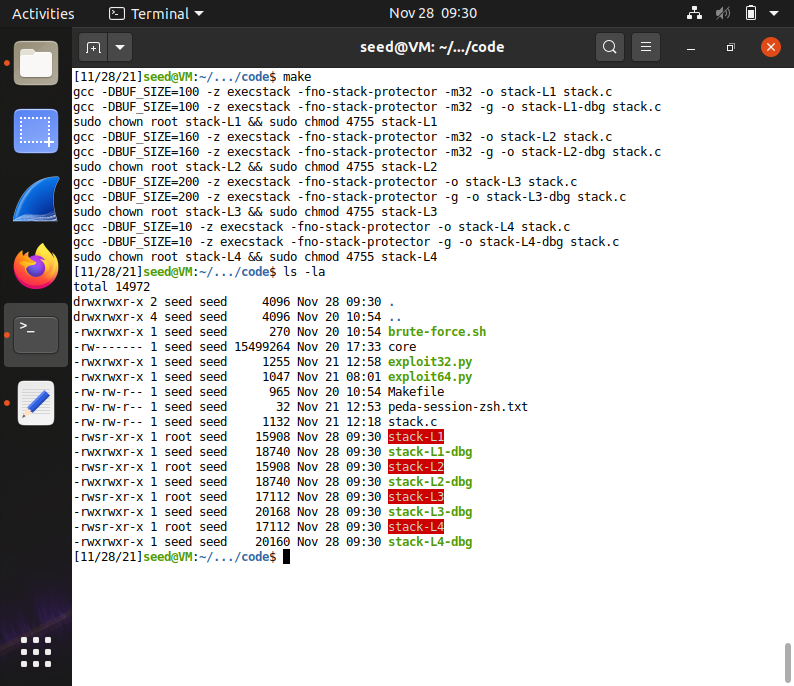 Activities Terminal Nov 28 09:30
seed@VM: ~/.../code
[11/28/21]seed@VM:~/.../code$ make
gcc -DBUF_SIZE=100 -z execstack -fno-stack-protector -m32 -o stack-L1 stack.c
gcc -DBUF_SIZE=100 -z execstack -fno-stack-protector -m32 -g -o stack-L1-dbg stack.c
sudo chown root stack-L1 && sudo chmod 4755 stack-L1
gcc -DBUF_SIZE=160 -z execstack -fno-stack-protector -m32 -o stack-L2 stack.c
gcc -DBUF_SIZE=160 -z execstack -fno-stack-protector -m32 -g -o stack-L2-dbg stack.c
sudo chown root stack-L2 && sudo chmod 4755 stack-L2
gcc -DBUF_SIZE=200 -z execstack -fno-stack-protector -o stack-L3 stack.c
gcc -DBUF_SIZE=200 -z execstack -fno-stack-protector -g -o stack-L3-dbg stack.c
sudo chown root stack-L3 && sudo chmod 4755 stack-L3
gcc -DBUF_SIZE=10 -z execstack -fno-stack-protector -o stack-L4 stack.c
gcc -DBUF_SIZE=10 -z execstack -fno-stack-protector -g -o stack-L4-dbg stack.c
sudo chown root stack-L4 && sudo chmod 4755 stack-L4
[11/28/21]seed@VM:~/.../code$ ls -la
total 14972
drwxrwxr-x 2 seed seed     4096 Nov 28 09:30 .
drwxrwxr-x 4 seed seed     4096 Nov 20 10:54 ..
-rwxrwxr-x 1 seed seed      270 Nov 20 10:54 brute-force.sh
-rw------- 1 seed seed 15499264 Nov 20 17:33 core
-rwxrwxr-x 1 seed seed     1255 Nov 21 12:58 exploit32.py
-rwxrwxr-x 1 seed seed     1047 Nov 21 08:01 exploit64.py
-rw-rw-r-- 1 seed seed      965 Nov 20 10:54 Makefile
-rw-rw-r-- 1 seed seed       32 Nov 21 12:53 peda-session-zsh.txt
-rw-rw-r-- 1 seed seed     1132 Nov 21 12:18 stack.c
-rwsr-xr-x 1 root seed    15908 Nov 28 09:30 stack-L1
-rwxrwxr-x 1 seed seed    18740 Nov 28 09:30 stack-L1-dbg
-rwsr-xr-x 1 root seed    15908 Nov 28 09:30 stack-L2
-rwxrwxr-x 1 seed seed    18740 Nov 28 09:30 stack-L2-dbg
-rwsr-xr-x 1 root seed    17112 Nov 28 09:30 stack-L3
-rwxrwxr-x 1 seed seed    20168 Nov 28 09:30 stack-L3-dbg
-rwsr-xr-x 1 root seed    17112 Nov 28 09:30 stack-L4
-rwxrwxr-x 1 seed seed    20160 Nov 28 09:30 stack-L4-dbg
[11/28/21]seed@VM:~/.../code$